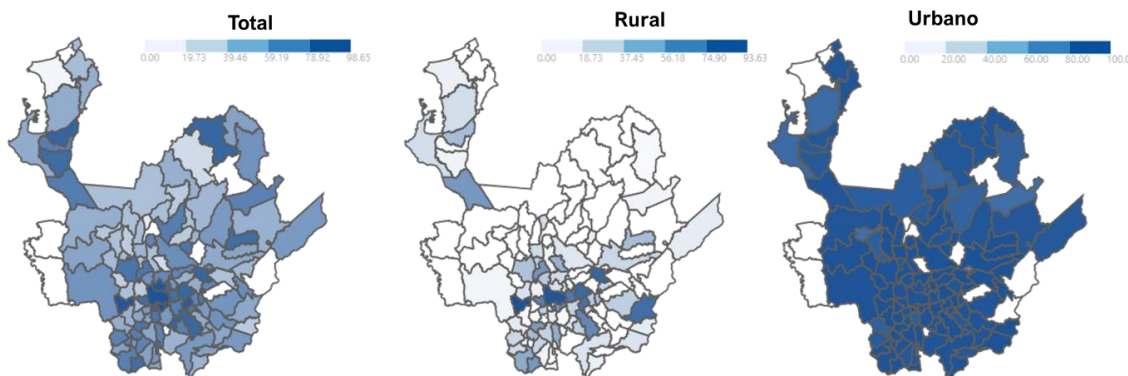 Total
0.00 19.73 39.46 59.19 78.92 98.65
Rural
0.00 18.73 37.45 56.18 74.90 93.63
Urbano
0.00 20.00 40.00 60.00 80.00 100.0